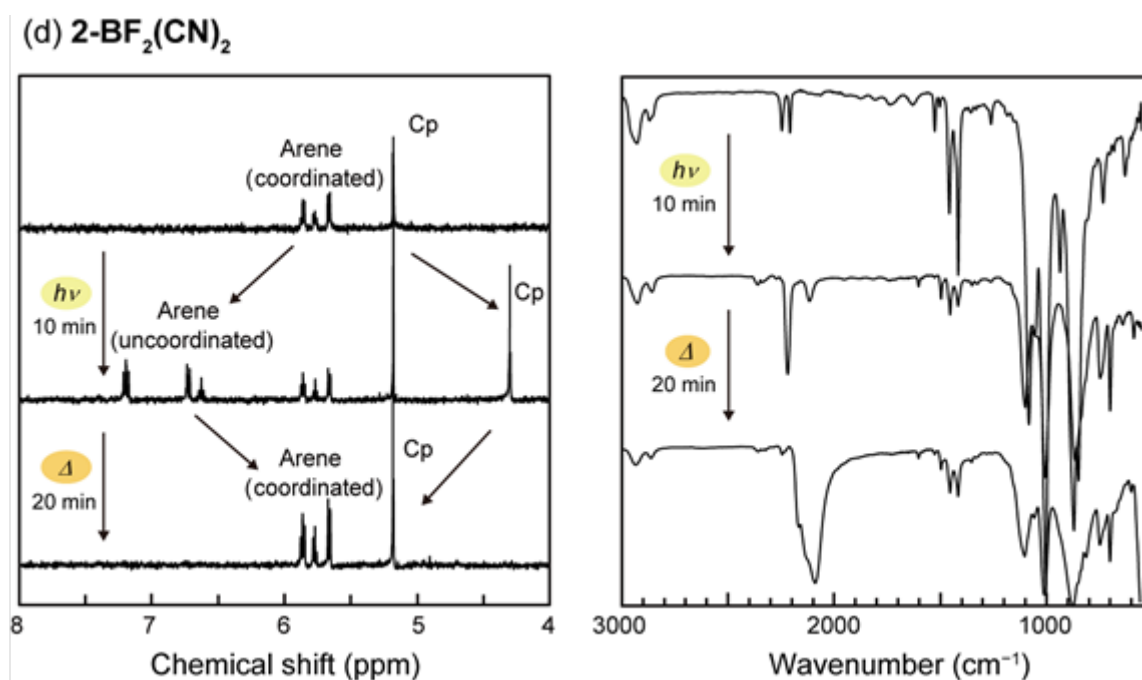 (d) 2-BF₂(CN)₂
Cp
Arene
(coordinated)
hν
10 min
Arene
(uncoordinated)
Cp
Δ
20 min
Arene
(coordinated)
Cp
8 7 6 5 4
Chemical shift (ppm)
hν
10 min
Δ
20 min
3000 2000 1000
Wavenumber (cm⁻¹)